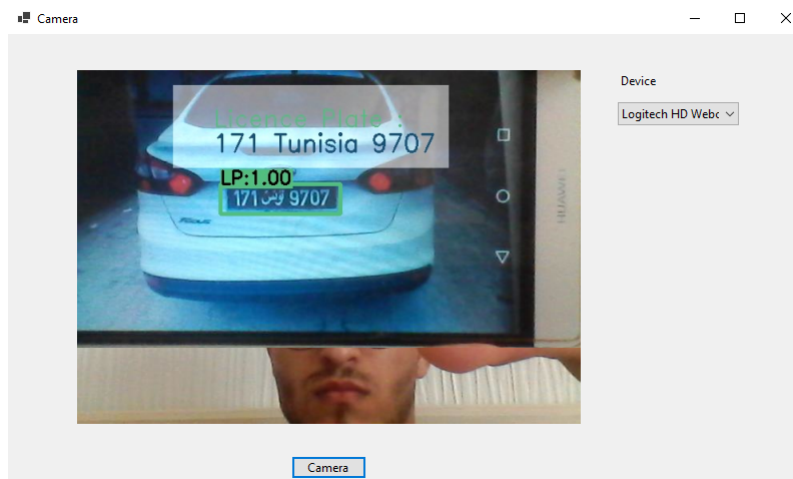 Camera
Device
Logitech HD Webc
Licence Plate :
171 Tunisia 9707
LP:1.00
171 تونس 9707
HUAWEI
Camera